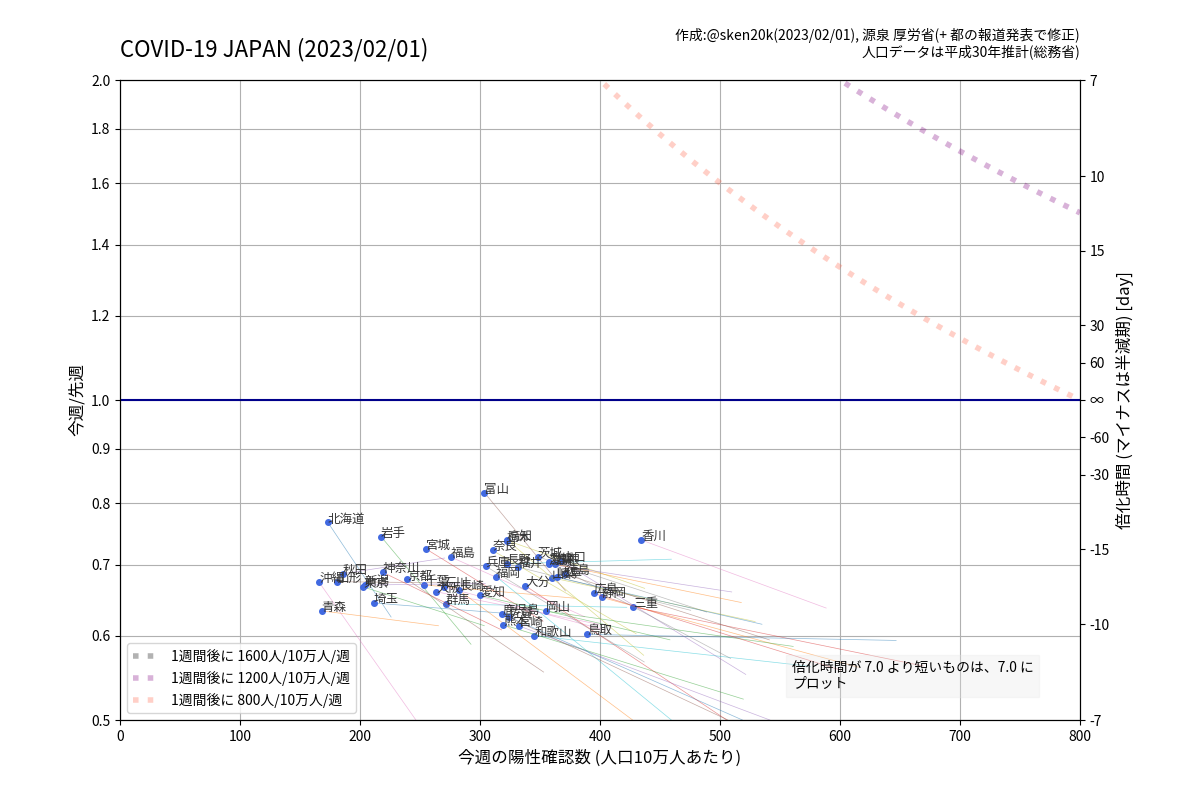 COVID-19 JAPAN (2023/02/01)
作成:@sken20k(2023/02/01), 源泉 厚労省(+ 都の報道発表で修正)
人口データは平成30年推計(総務省)
2.0
1.8
1.6
1.4
1.2
1.0
0.9
0.8
0.7
0.6
0.5
今週/先週
7
10
15
30
60
∞
-60
-30
-15
-10
-7
倍化時間 (マイナスは半減期) [day]
富山
北海道
岩手
宮城
福島
奈良
香川
茨城
兵庫
長野
福井
神奈川
秋田
沖縄
山形
京都
福岡
大分
長崎
愛知
群馬
埼玉
青森
鹿児島
岡山
広島
静岡
三重
宮崎
和歌山
鳥取
1週間後に 1600人/10万人/週
1週間後に 1200人/10万人/週
1週間後に 800人/10万人/週
倍化時間が 7.0 より短いものは、7.0 に
プロット
0 100 200 300 400 500 600 700 800
今週の陽性確認数 (人口10万人あたり)